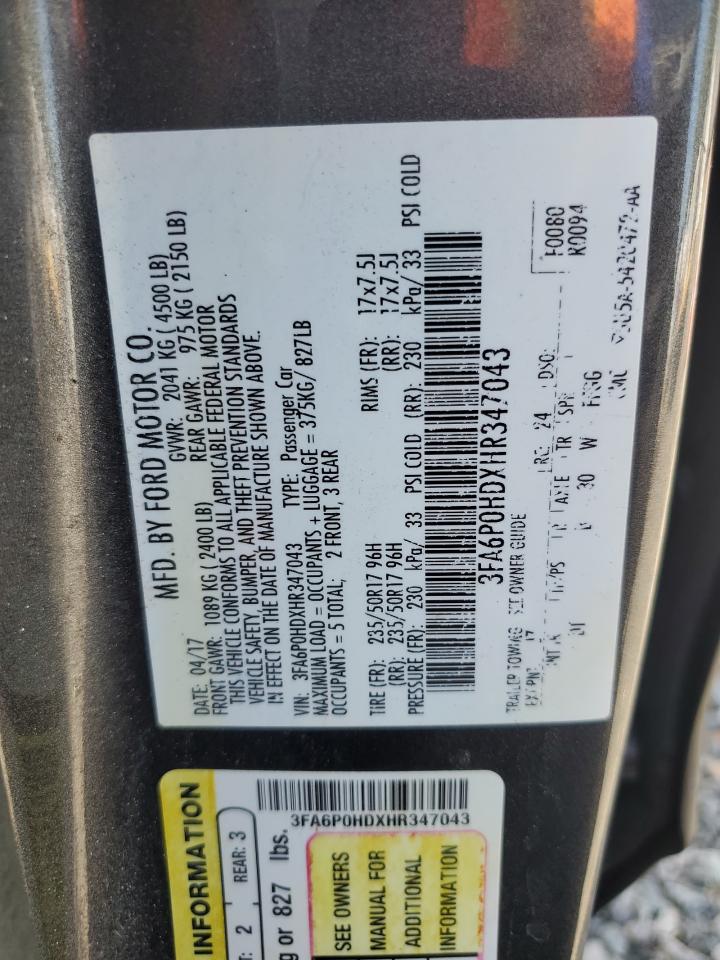 MFD. BY FORD MOTOR CO.
DATE: 04/17 GVWR: 2041 KG ( 4500 LB)
FRONT GAWR: 1089 KG ( 2400 LB) REAR GAWR: 975 KG ( 2150 LB)
THIS VEHICLE CONFORMS TO ALL APPLICABLE FEDERAL MOTOR
VEHICLE SAFETY, BUMPER, AND THEFT PREVENTION STANDARDS
IN EFFECT ON THE DATE OF MANUFACTURE SHOWN ABOVE.
VIN: 3FA6P0HDXHR347043 TYPE: Passenger Car
MAXIMUM LOAD = OCCUPANTS + LUGGAGE = 375KG/ 827LB
OCCUPANTS = 5 TOTAL; 2 FRONT, 3 REAR
TIRE (FR): 235/50R17 96H RIMS (FR): 17x7.5J
(RR): 235/50R17 96H (RR): 17x7.5J
PRESSURE (FR): 230 kPa/ 33 PSI COLD (RR): 230 kPa/ 33 PSI COLD
3FA6P0HDXHR347043
TRAILER TOWING SEE OWNER GUIDE
F0080
R0094
24 DSO:
17
30 W
INFORMATION
2 REAR: 3
or 827 lbs.
3FA6P0HDXHR347043
SEE OWNERS
MANUAL FOR
ADDITIONAL
INFORMATION